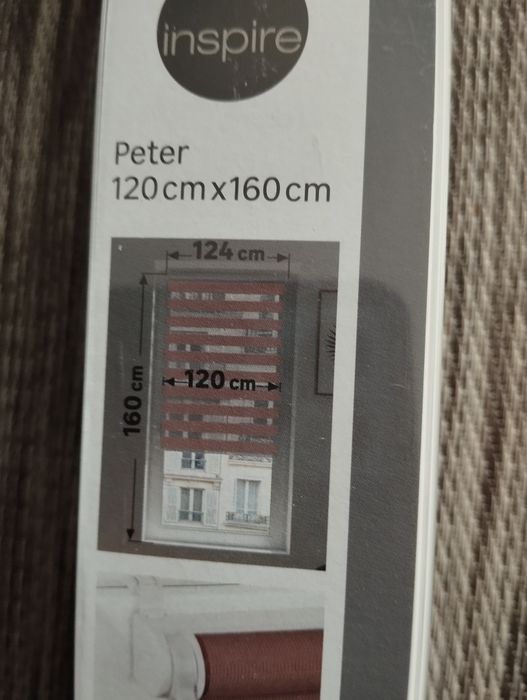 inspire
Peter
120cmx160cm
124 cm
120 cm
160 cm